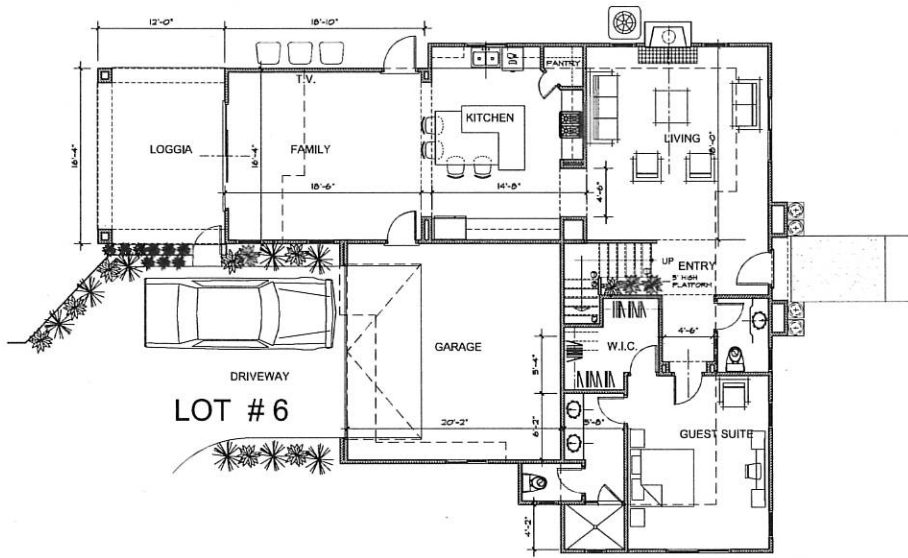 12'-0"
18'-10"
T.V.
PANTRY
KITCHEN
LOGGIA
FAMILY
LIVING
16'-4"
16'-4"
18'-6"
14'-8"
4'-6"
UP
ENTRY
3' HIGH
PLATFORM
4'-6"
GARAGE
W.I.C.
5'-4"
DRIVEWAY
LOT # 6
20'-2"
6'-2"
5'-8"
GUEST SUITE
4'-2"